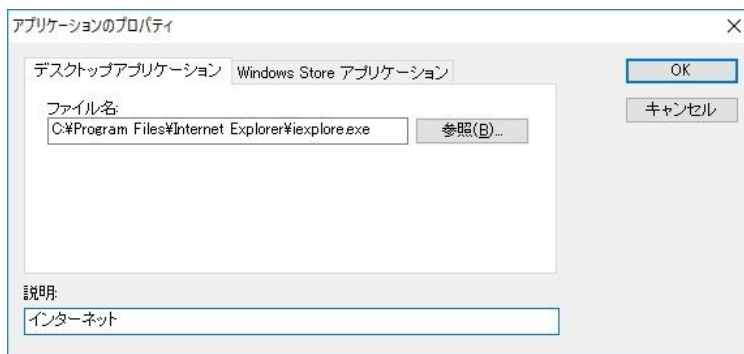 アプリケーションのプロパティ
デスクトップアプリケーション Windows Store アプリケーション
OK
キャンセル
ファイル名:
C:¥Program Files¥Internet Explorer¥iexplore.exe 参照(B)...
説明:
インターネット